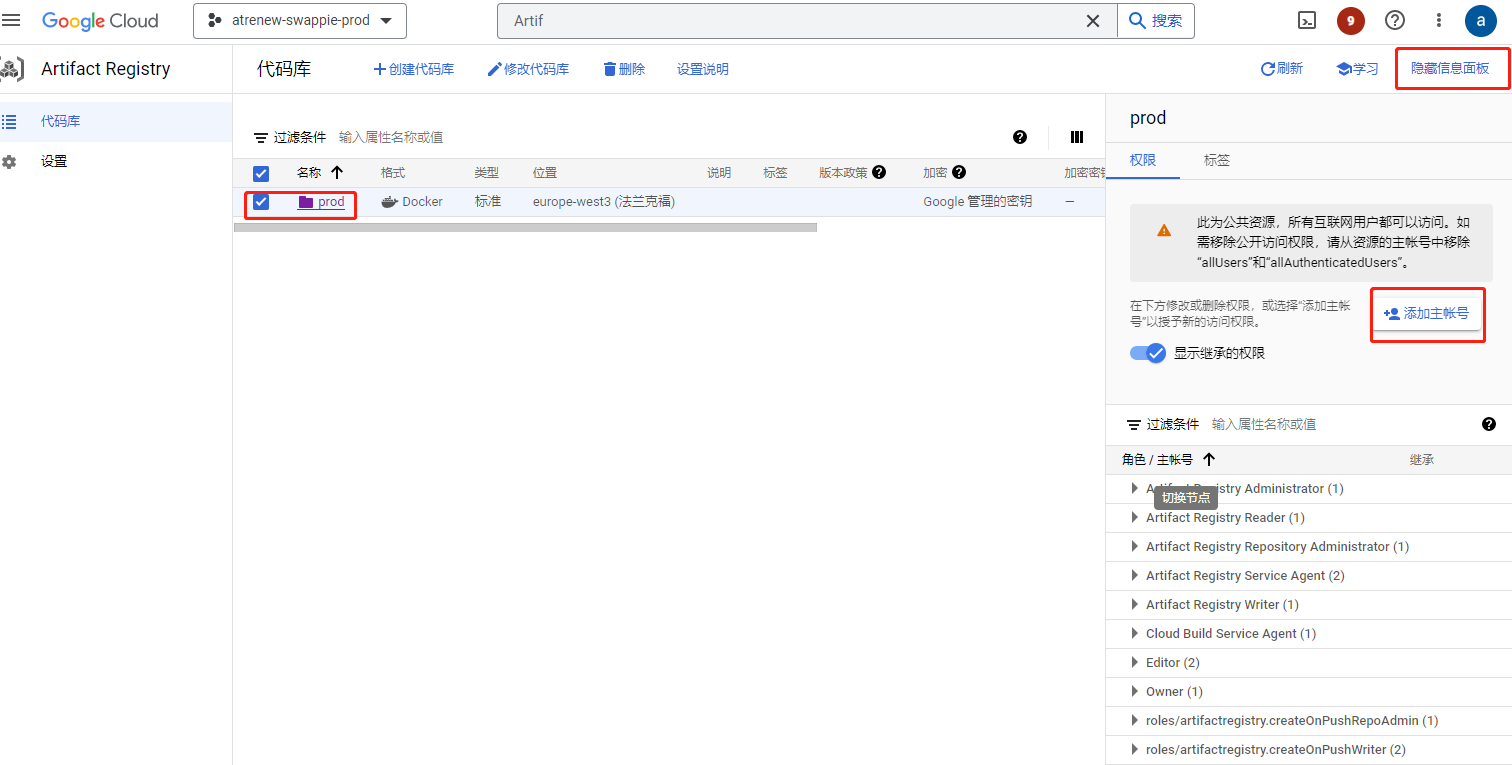 Google Cloud
atrenew-swappie-prod
Artif
搜索
9
a
Artifact Registry
代码库
创建代码库
修改代码库
删除
设置说明
刷新
学习
隐藏信息面板
代码库
设置
过滤条件 输入属性名称或值
名称 格式 类型 位置 说明 标签 版本政策 加密 加密密钥
prod Docker 标准 europe-west3 (法兰克福) Google 管理的密钥 —
prod
权限 标签
此为公共资源，所有互联网用户都可以访问。如
需移除公开访问权限，请从资源的主帐号中移除
“allUsers”和“allAuthenticatedUsers”。
在下方修改或删除权限，或选择“添加主帐
号”以授予新的访问权限。
添加主帐号
显示继承的权限
过滤条件 输入属性名称或值
角色 / 主帐号 继承
Artifact Registry Administrator (1)
切换节点
Artifact Registry Reader (1)
Artifact Registry Repository Administrator (1)
Artifact Registry Service Agent (2)
Artifact Registry Writer (1)
Cloud Build Service Agent (1)
Editor (2)
Owner (1)
roles/artifactregistry.createOnPushRepoAdmin (1)
roles/artifactregistry.createOnPushWriter (2)